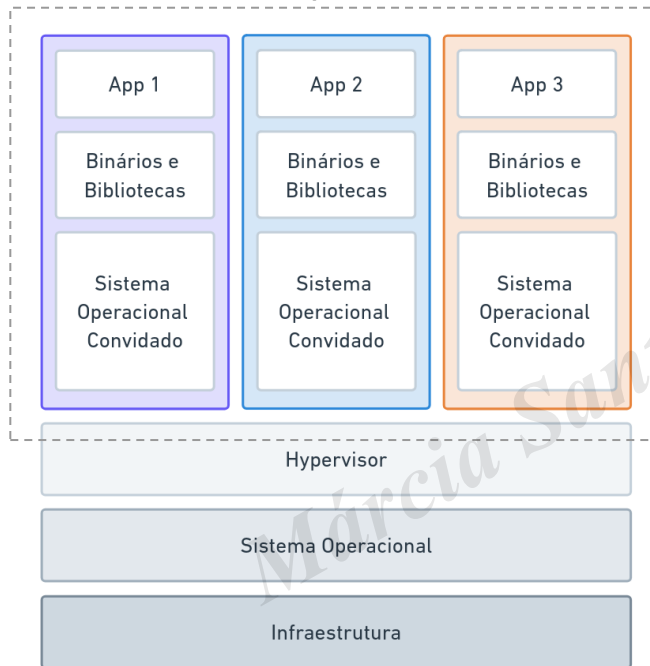 App 1
App 2
App 3
Binários e
Bibliotecas
Binários e
Bibliotecas
Binários e
Bibliotecas
Sistema
Operacional
Convidado
Sistema
Operacional
Convidado
Sistema
Operacional
Convidado
Hypervisor
Sistema Operacional
Infraestrutura
Márcia